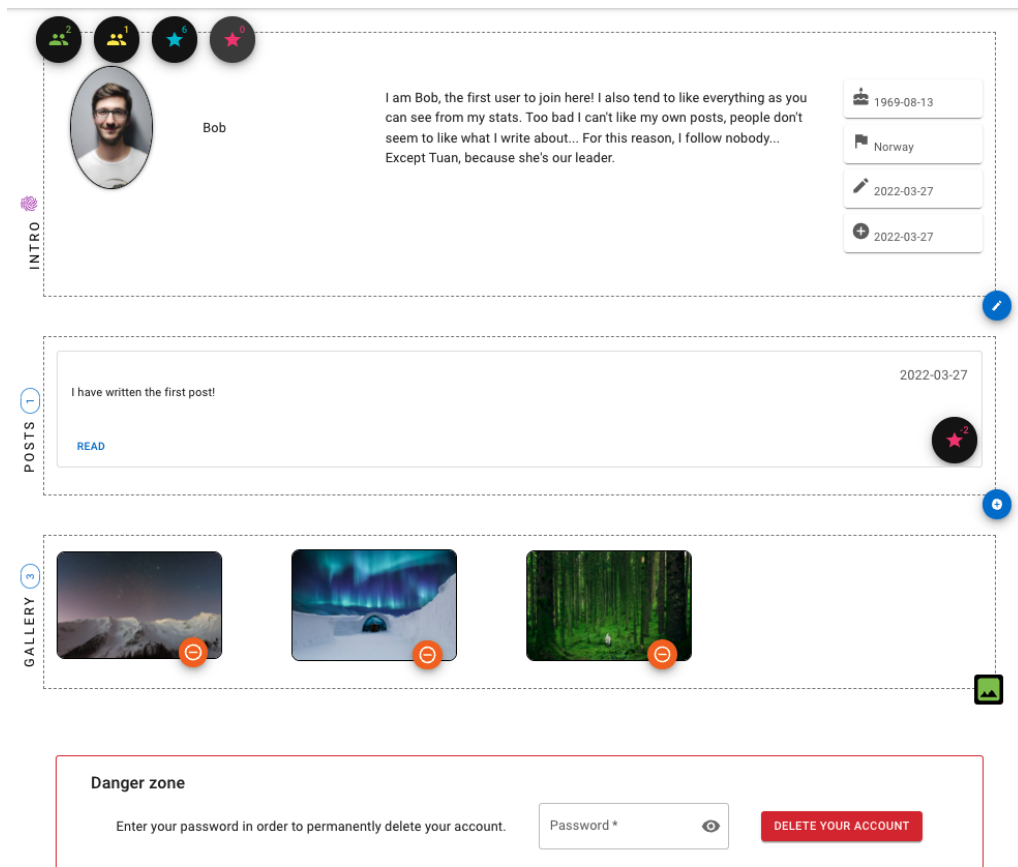 2
1
6
0
Bob
I am Bob, the first user to join here! I also tend to like everything as you
can see from my stats. Too bad I can't like my own posts, people don't
seem to like what I write about... For this reason, I follow nobody...
Except Tuan, because she's our leader.
1969-08-13
Norway
2022-03-27
2022-03-27
INTRO
POSTS 1
2022-03-27
I have written the first post!
READ
-2
GALLERY 3
Danger zone
Enter your password in order to permanently delete your account.
Password *
DELETE YOUR ACCOUNT